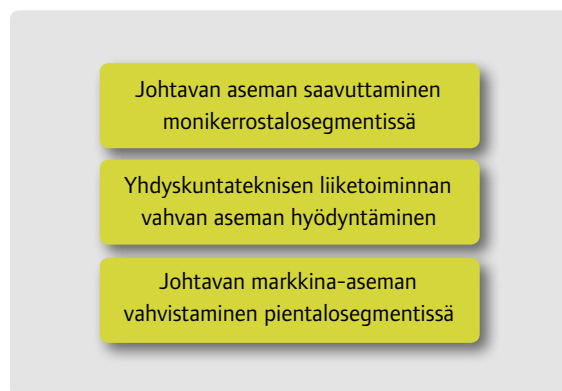 Johtavan aseman saavuttaminen
monikerrostalosegmentissä
Yhdyskuntateknisen liiketoiminnan
vahvan aseman hyödyntäminen
Johtavan markkina-aseman
vahvistaminen pientalosegmentissä